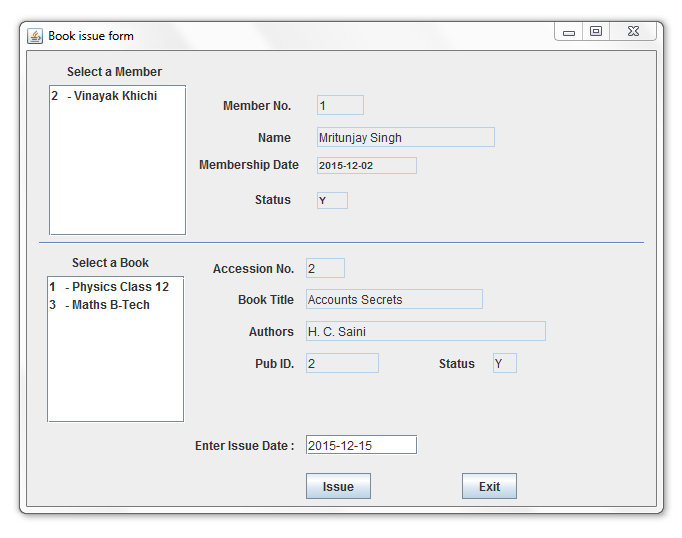 Book issue form
Select a Member
2 - Vinayak Khichi
Member No. 1
Name Mritunjay Singh
Membership Date 2015-12-02
Status Y
Select a Book
1 - Physics Class 12
3 - Maths B-Tech
Accession No. 2
Book Title Accounts Secrets
Authors H. C. Saini
Pub ID. 2 Status Y
Enter Issue Date : 2015-12-15
Issue Exit